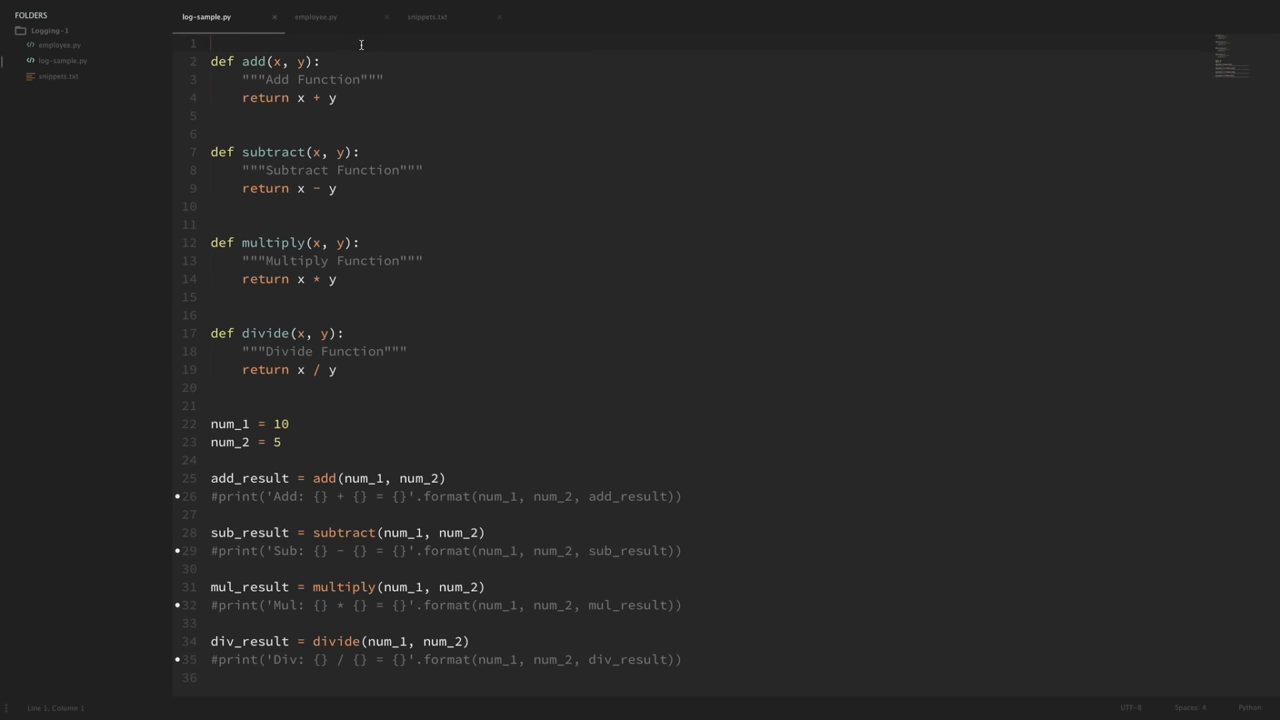 FOLDERS
Logging-1
employee.py
log-sample.py
snippets.txt
log-sample.py × employee.py × snippets.txt ×
1
2 def add(x, y):
3     """Add Function"""
4     return x + y
5
6
7 def subtract(x, y):
8     """Subtract Function"""
9     return x - y
10
11
12 def multiply(x, y):
13     """Multiply Function"""
14     return x * y
15
16
17 def divide(x, y):
18     """Divide Function"""
19     return x / y
20
21
22 num_1 = 10
23 num_2 = 5
24
25 add_result = add(num_1, num_2)
26 #print('Add: {} + {} = {}'.format(num_1, num_2, add_result))
27
28 sub_result = subtract(num_1, num_2)
29 #print('Sub: {} - {} = {}'.format(num_1, num_2, sub_result))
30
31 mul_result = multiply(num_1, num_2)
32 #print('Mul: {} * {} = {}'.format(num_1, num_2, mul_result))
33
34 div_result = divide(num_1, num_2)
35 #print('Div: {} / {} = {}'.format(num_1, num_2, div_result))
36
Line 1, Column 1 UTF-8 Spaces: 4 Python